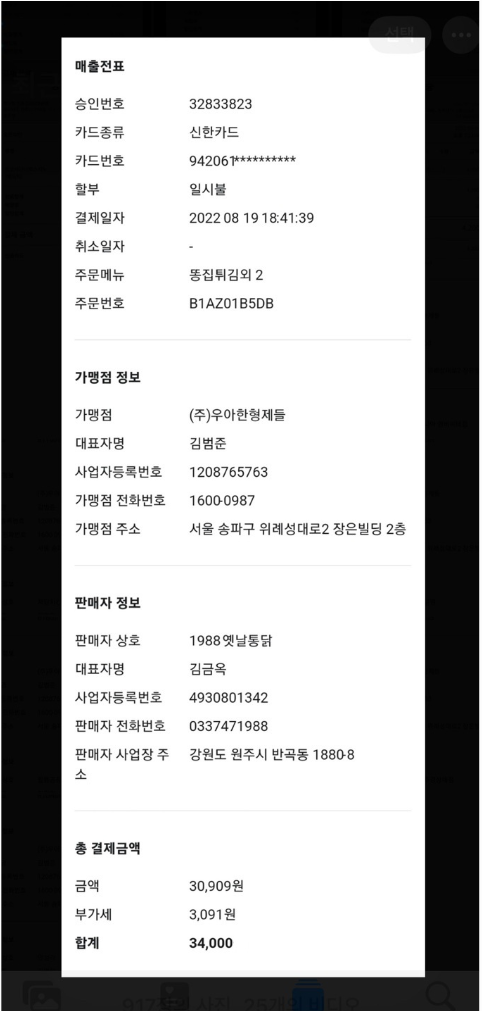 선택
매출전표
승인번호 32833823
카드종류 신한카드
카드번호 942061**********
할부 일시불
결제일자 2022 08 19 18:41:39
취소일자 -
주문메뉴 똥집튀김외 2
주문번호 B1AZ01B5DB
가맹점 정보
가맹점 (주)우아한형제들
대표자명 김범준
사업자등록번호 1208765763
가맹점 전화번호 1600-0987
가맹점 주소 서울 송파구 위례성대로2 장은빌딩 2층
판매자 정보
판매자 상호 1988옛날통닭
대표자명 김금옥
사업자등록번호 4930801342
판매자 전화번호 0337471988
판매자 사업장 주 강원도 원주시 반곡동 1880-8
소
총 결제금액
금액 30,909원
부가세 3,091원
합계 34,000